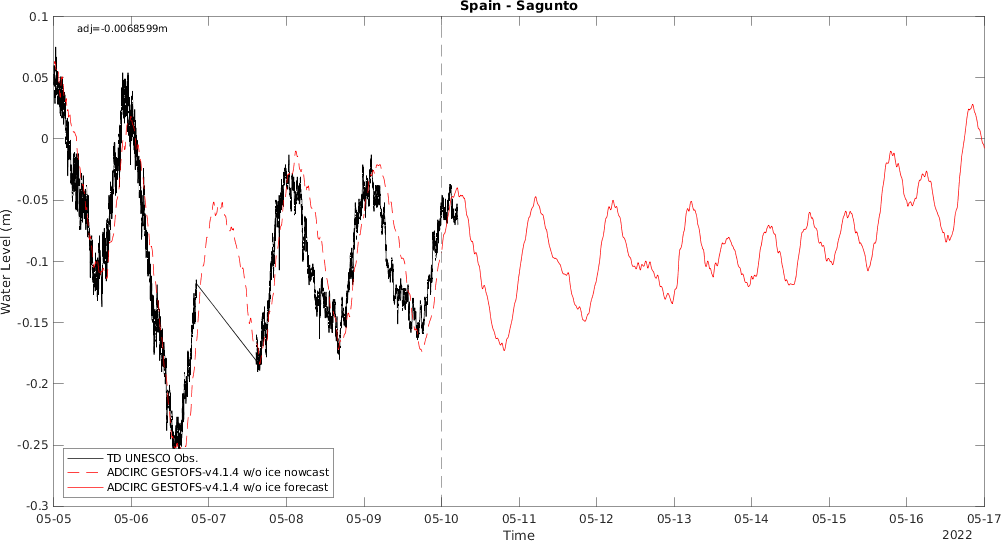 Spain - Sagunto
adj=-0.0068599m
0.1
0.05
0
-0.05
-0.1
-0.15
-0.2
-0.25
-0.3
Water Level (m)
TD UNESCO Obs.
ADCIRC GESTOFS-v4.1.4 w/o ice nowcast
ADCIRC GESTOFS-v4.1.4 w/o ice forecast
05-05 05-06 05-07 05-08 05-09 05-10 05-11 05-12 05-13 05-14 05-15 05-16 05-17
Time
2022